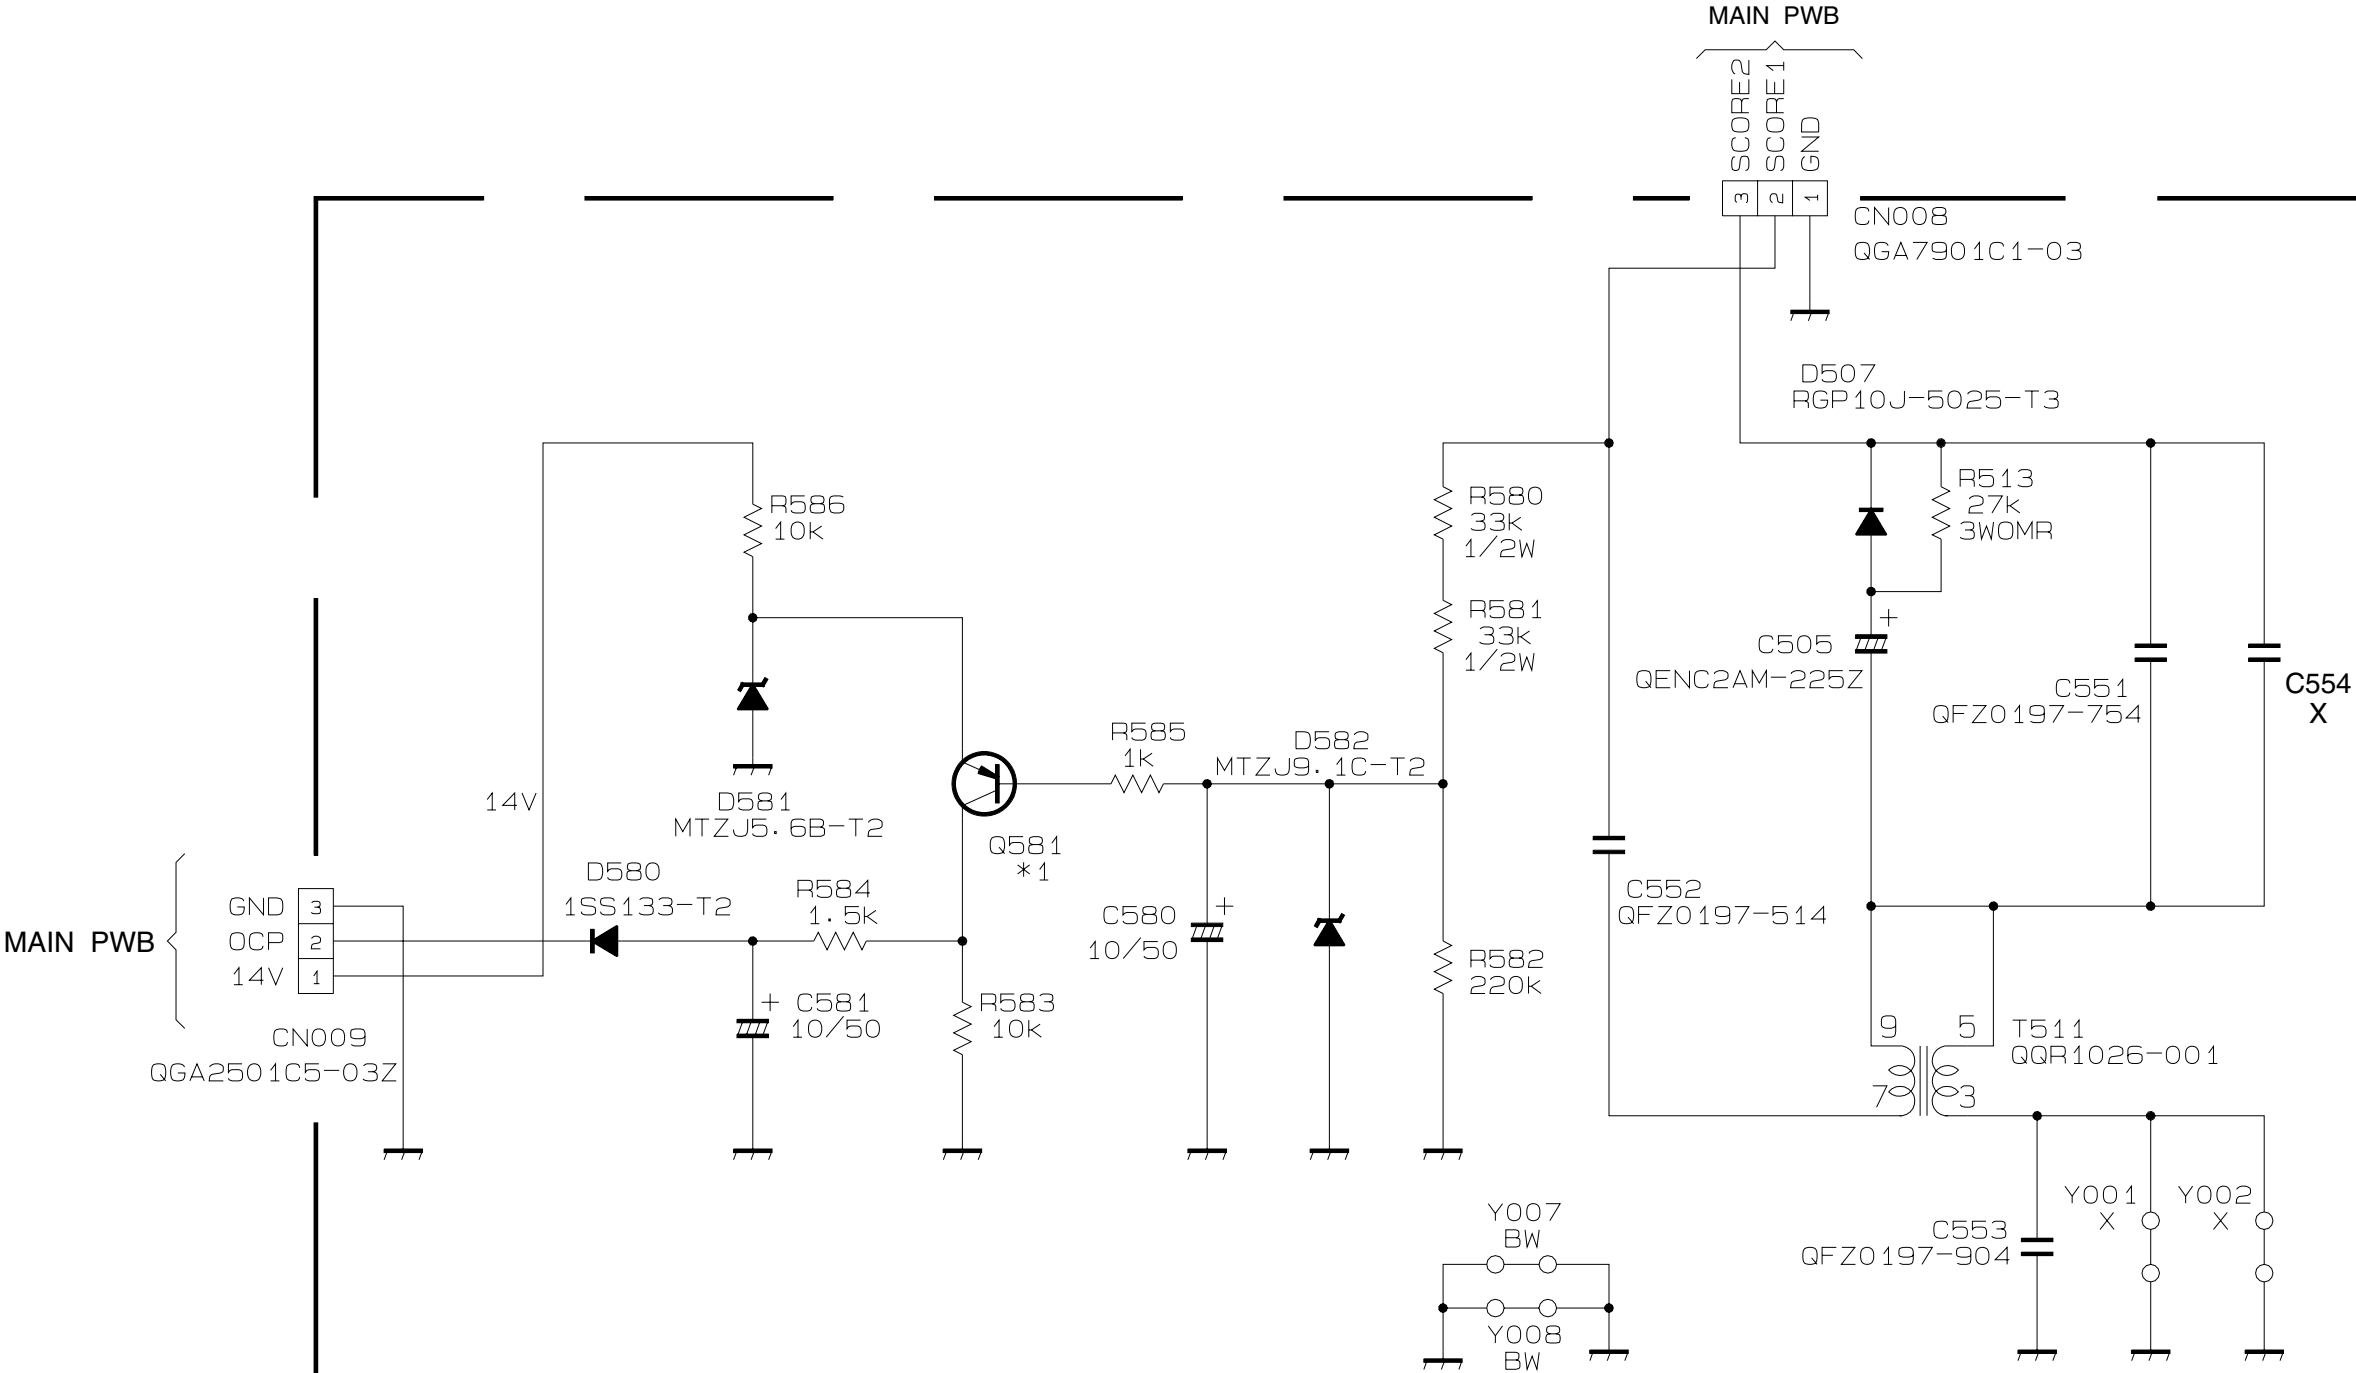 MAIN PWB
SCORE2
SCORE1
GND
3
2
1
CN008
QGA7901C1-03
D507
RGP10J-5025-T3
R513
27k
3WOMR
R586
10k
R580
33k
1/2W
R581
33k
1/2W
+
C505
QENC2AM-225Z
C551
QFZ0197-754
C554
X
R585
1k
D582
MTZJ9.1C-T2
14V
D581
MTZJ5.6B-T2
Q581
*1
D580
1SS133-T2
R584
1.5k
C580
10/50
+
C552
QFZ0197-514
MAIN PWB
GND 3
OCP 2
14V 1
CN009
QGA2501C5-03Z
+ C581
10/50
R583
10k
R582
220k
9
5
7
3
T511
QQR1026-001
Y007
BW
Y008
BW
C553
QFZ0197-904
Y001
X
Y002
X